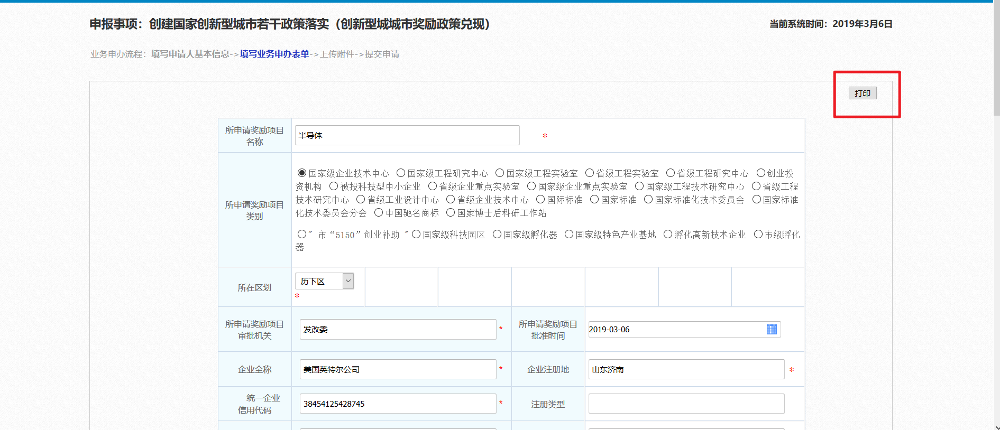 申报事项：创建国家创新型城市若干政策落实（创新型城城市奖励政策兑现）
当前系统时间：2019年3月6日
业务申办流程：填写申请人基本信息->填写业务申办表单->上传附件->提交申请
打印
所申请奖励项目
名称
半导体
*
所申请奖励项目
类别
国家级企业技术中心 国家级工程研究中心 国家级工程实验室 省级工程实验室 省级工程研究中心 创业投
资机构 被投科技型中小企业 省级企业重点实验室 国家级企业重点实验室 国家级工程技术研究中心 省级工程
技术研究中心 省级工业设计中心 省级企业技术中心 国际标准 国家标准 国家标准化技术委员会 国家标准
化技术委员会分会 中国驰名商标 国家博士后科研工作站
" 市“5150”创业补助 " 国家级科技园区 国家级孵化器 国家级特色产业基地 孵化高新技术企业 市级孵化
器
所在区划
历下区
*
所申请奖励项目
审批机关
发改委
*
所申请奖励项目
批准时间
2019-03-06
企业全称
美国英特尔公司
*
企业注册地
山东济南
*
统一企业
信用代码
38454125428745
*
注册类型